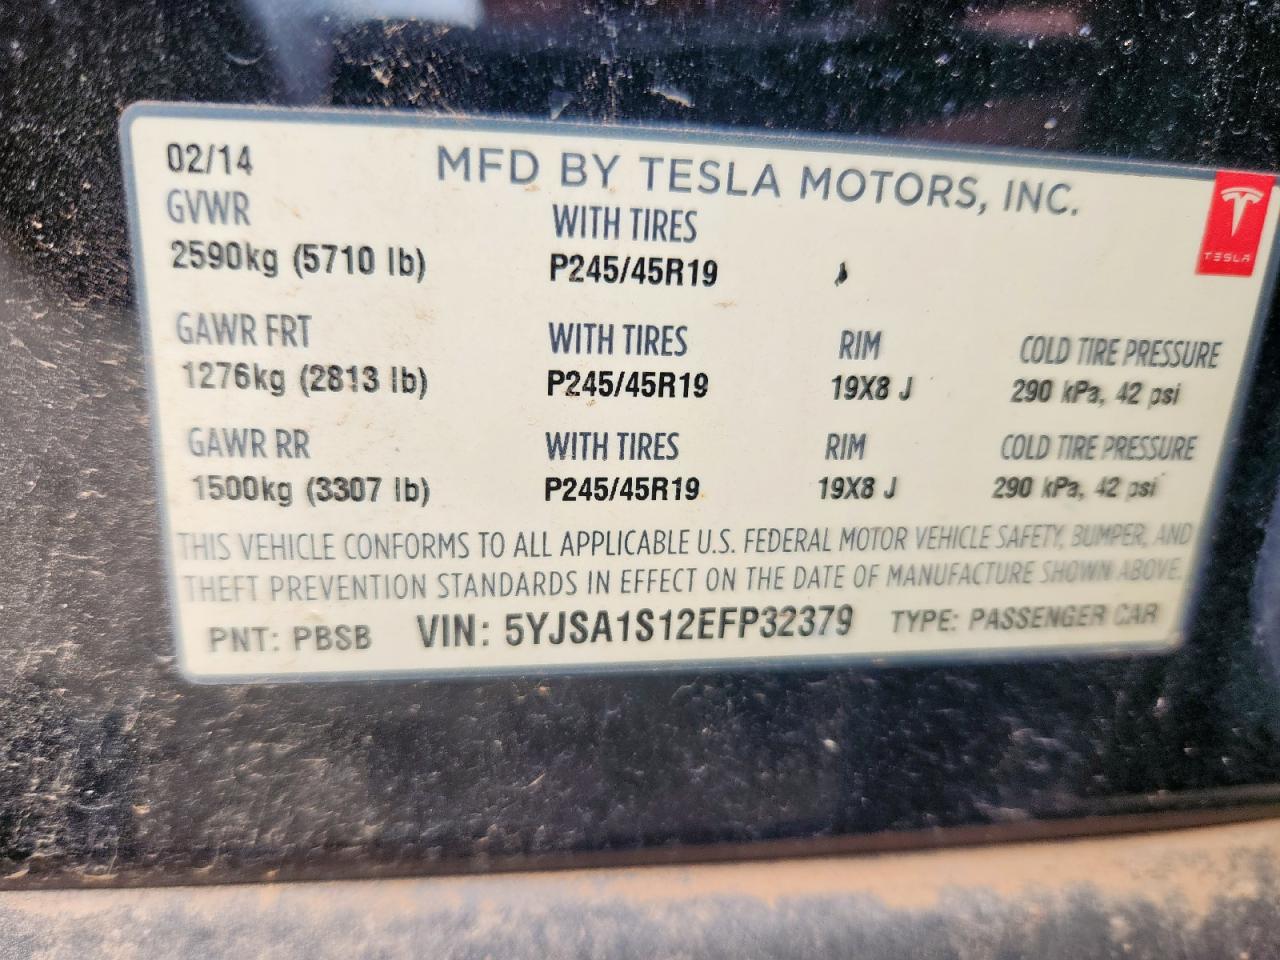 02/14 MFD BY TESLA MOTORS, INC.
GVWR WITH TIRES
2590kg (5710 lb) P245/45R19
TESLA
GAWR FRT WITH TIRES RIM COLD TIRE PRESSURE
1276kg (2813 lb) P245/45R19 19X8 J 290 kPa, 42 psi
GAWR RR WITH TIRES RIM COLD TIRE PRESSURE
1500kg (3307 lb) P245/45R19 19X8 J 290 kPa, 42 psi
THIS VEHICLE CONFORMS TO ALL APPLICABLE U.S. FEDERAL MOTOR VEHICLE SAFETY, BUMPER, AND
THEFT PREVENTION STANDARDS IN EFFECT ON THE DATE OF MANUFACTURE SHOWN ABOVE.
PNT: PBSB VIN: 5YJSA1S12EFP32379 TYPE: PASSENGER CAR